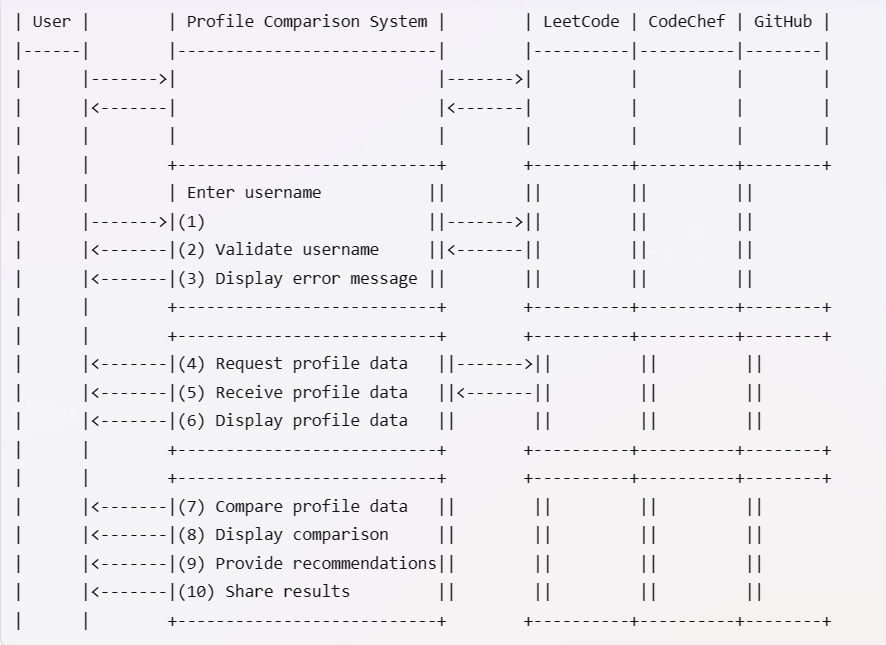 | User |        | Profile Comparison System |        | LeetCode | CodeChef | GitHub |
|------|        |---------------------------|        |----------|----------|--------|
|      |------->|                           |------->|          |          |        |
|      |<-------|                           |<-------|          |          |        |
|      |        |                           |        |          |          |        |
|      |        +---------------------------+        +----------+----------+--------+
|      |        | Enter username           ||        ||         ||         ||
|      |------->|(1)                       ||------->||         ||         ||
|      |<-------|(2) Validate username     ||<-------||         ||         ||
|      |<-------|(3) Display error message ||        ||         ||         ||
|      |        +---------------------------+        +----------+----------+--------+
|      |        +---------------------------+        +----------+----------+--------+
|      |<-------|(4) Request profile data   ||------->||         ||         ||
|      |<-------|(5) Receive profile data   ||<-------||         ||         ||
|      |<-------|(6) Display profile data   ||        ||         ||         ||
|      |        +---------------------------+        +----------+----------+--------+
|      |        +---------------------------+        +----------+----------+--------+
|      |<-------|(7) Compare profile data   ||        ||         ||         ||
|      |<-------|(8) Display comparison     ||        ||         ||         ||
|      |<-------|(9) Provide recommendations||        ||         ||         ||
|      |<-------|(10) Share results         ||        ||         ||         ||
|      |        +---------------------------+        +----------+----------+--------+